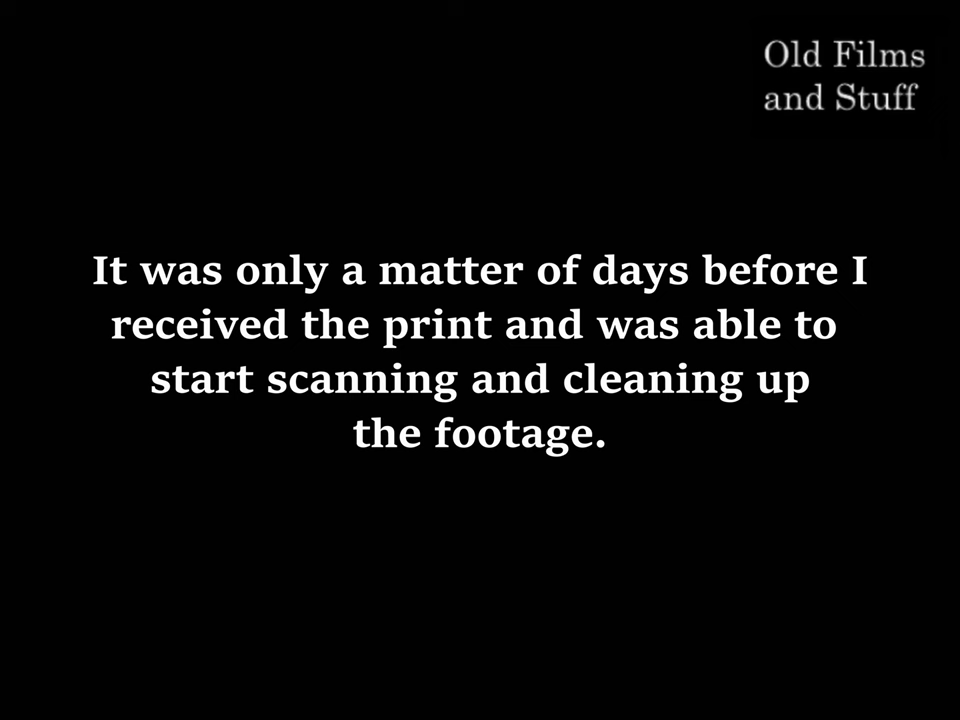 Old Films
and Stuff
It was only a matter of days before I
received the print and was able to
start scanning and cleaning up
the footage.